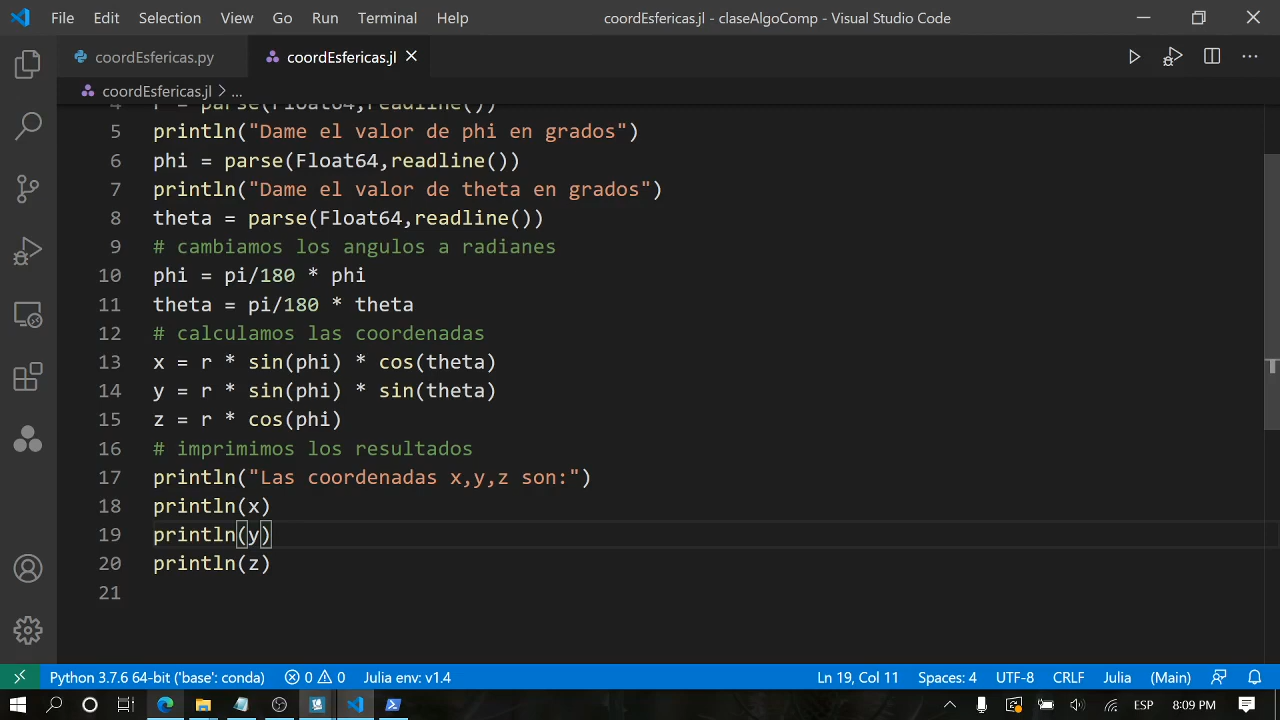 File Edit Selection View Go Run Terminal Help coordEsfericas.jl - claseAlgoComp - Visual Studio Code
coordEsfericas.py coordEsfericas.jl
coordEsfericas.jl > ...
4 r = parse(Float64,readline())
5 println("Dame el valor de phi en grados")
6 phi = parse(Float64,readline())
7 println("Dame el valor de theta en grados")
8 theta = parse(Float64,readline())
9 # cambiamos los angulos a radianes
10 phi = pi/180 * phi
11 theta = pi/180 * theta
12 # calculamos las coordenadas
13 x = r * sin(phi) * cos(theta)
14 y = r * sin(phi) * sin(theta)
15 z = r * cos(phi)
16 # imprimimos los resultados
17 println("Las coordenadas x,y,z son:")
18 println(x)
19 println(y)
20 println(z)
21
Python 3.7.6 64-bit ('base': conda) 0 0 Julia env: v1.4 Ln 19, Col 11 Spaces: 4 UTF-8 CRLF Julia (Main)
ESP 8:09 PM